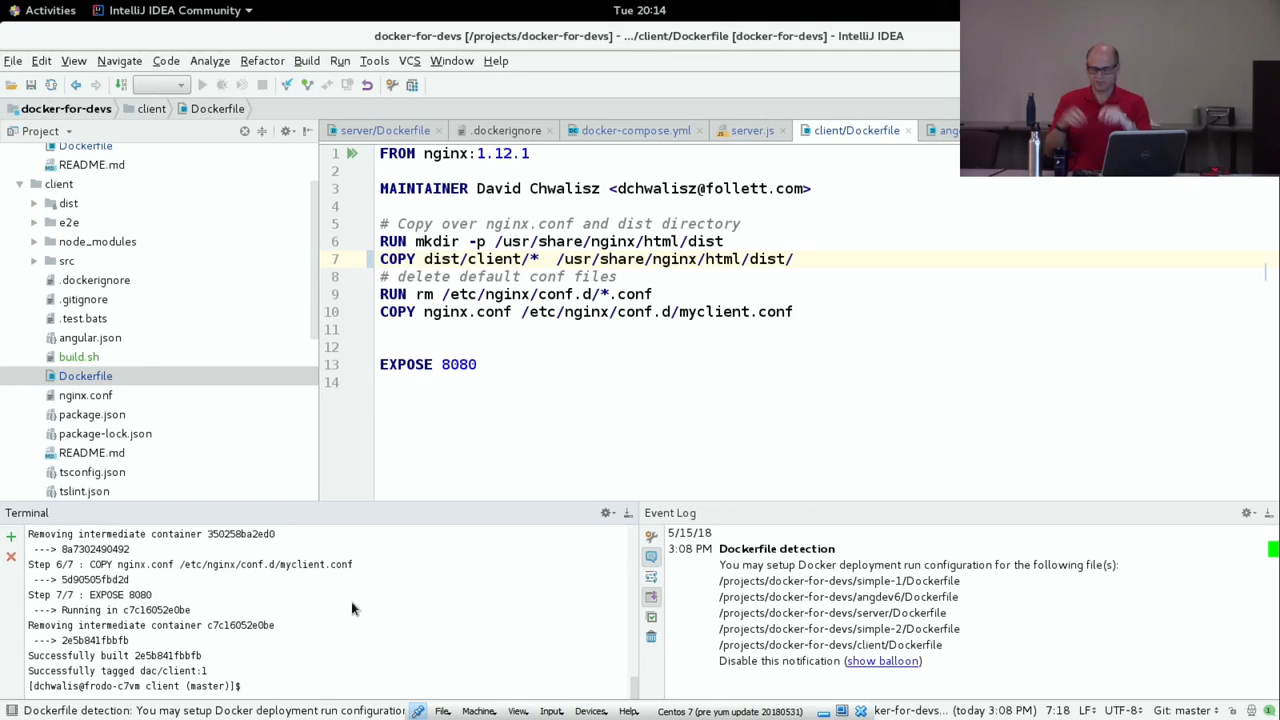 Activities
IntelliJ IDEA Community
Tue 20:14
docker-for-devs [/projects/docker-for-devs] - .../client/Dockerfile [docker-for-devs] - IntelliJ IDEA
File Edit View Navigate Code Analyze Refactor Build Run Tools VCS Window Help
docker-for-devs client Dockerfile
Project
server/Dockerfile .dockerignore docker-compose.yml server.js client/Dockerfile
Dockerfile
README.md
client
dist
e2e
node_modules
src
.dockerignore
.gitignore
.test.bats
angular.json
build.sh
Dockerfile
nginx.conf
package.json
package-lock.json
README.md
tsconfig.json
tslint.json
1 FROM nginx:1.12.1
2
3 MAINTAINER David Chwalisz <dchwalisz@follett.com>
4
5 # Copy over nginx.conf and dist directory
6 RUN mkdir -p /usr/share/nginx/html/dist
7 COPY dist/client/*  /usr/share/nginx/html/dist/
8 # delete default conf files
9 RUN rm /etc/nginx/conf.d/*.conf
10 COPY nginx.conf /etc/nginx/conf.d/myclient.conf
11
12
13 EXPOSE 8080
14
Terminal
Removing intermediate container 350258ba2ed0
---> 8a7302490492
Step 6/7 : COPY nginx.conf /etc/nginx/conf.d/myclient.conf
---> 5d90505fbd2d
Step 7/7 : EXPOSE 8080
---> Running in c7c16052e0be
Removing intermediate container c7c16052e0be
---> 2e5b841fbbfb
Successfully built 2e5b841fbbfb
Successfully tagged dac/client:1
[dchwalis@frodo-c7vm client (master)]$
Event Log
5/15/18
3:08 PM Dockerfile detection
You may setup Docker deployment run configuration for the following file(s):
/projects/docker-for-devs/simple-1/Dockerfile
/projects/docker-for-devs/angdev6/Dockerfile
/projects/docker-for-devs/server/Dockerfile
/projects/docker-for-devs/simple-2/Dockerfile
/projects/docker-for-devs/client/Dockerfile
Disable this notification (show balloon)
Dockerfile detection: You may setup Docker deployment run configuration
File Machine View Input Devices Help
Centos 7 (pre yum update 20180531)
ker-for-devs... (today 3:08 PM) 7:18 LF÷ UTF-8÷ Git: master÷